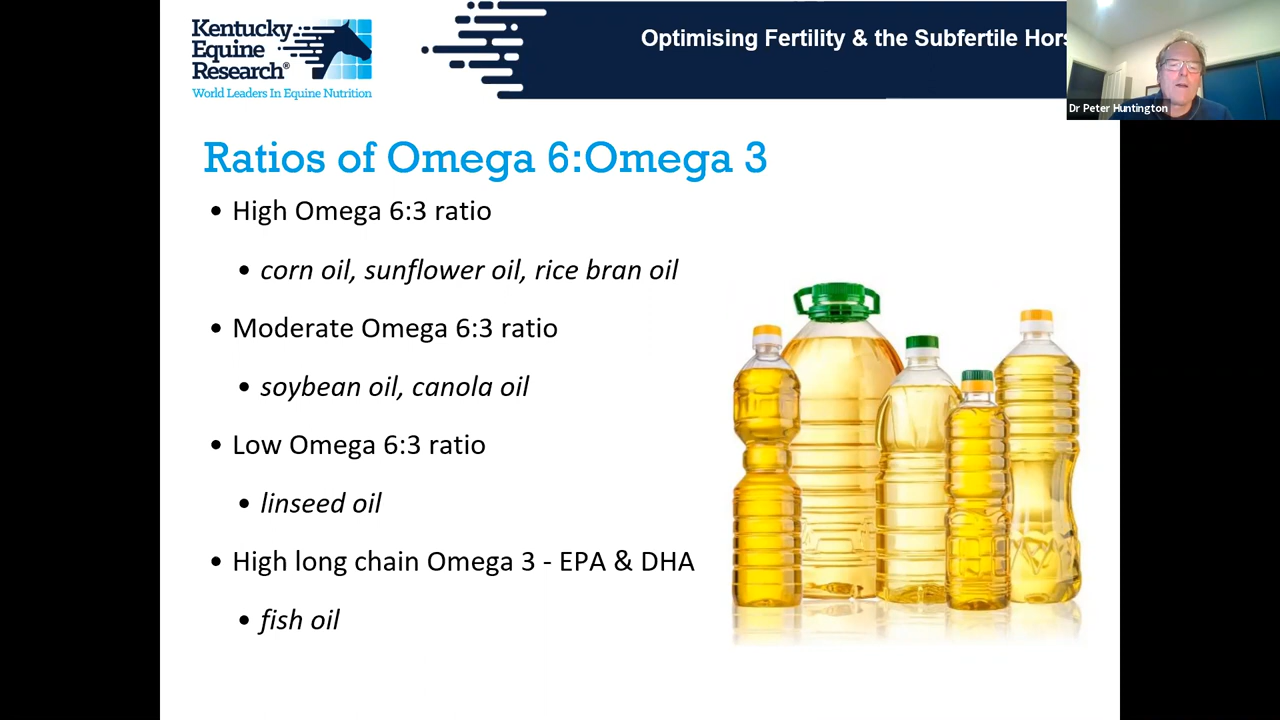 Kentucky
Equine
Research®
World Leaders In Equine Nutrition
Optimising Fertility & the Subfertile Hors
Dr Peter Huntington
Ratios of Omega 6:Omega 3
• High Omega 6:3 ratio
• corn oil, sunflower oil, rice bran oil
• Moderate Omega 6:3 ratio
• soybean oil, canola oil
• Low Omega 6:3 ratio
• linseed oil
• High long chain Omega 3 - EPA & DHA
• fish oil